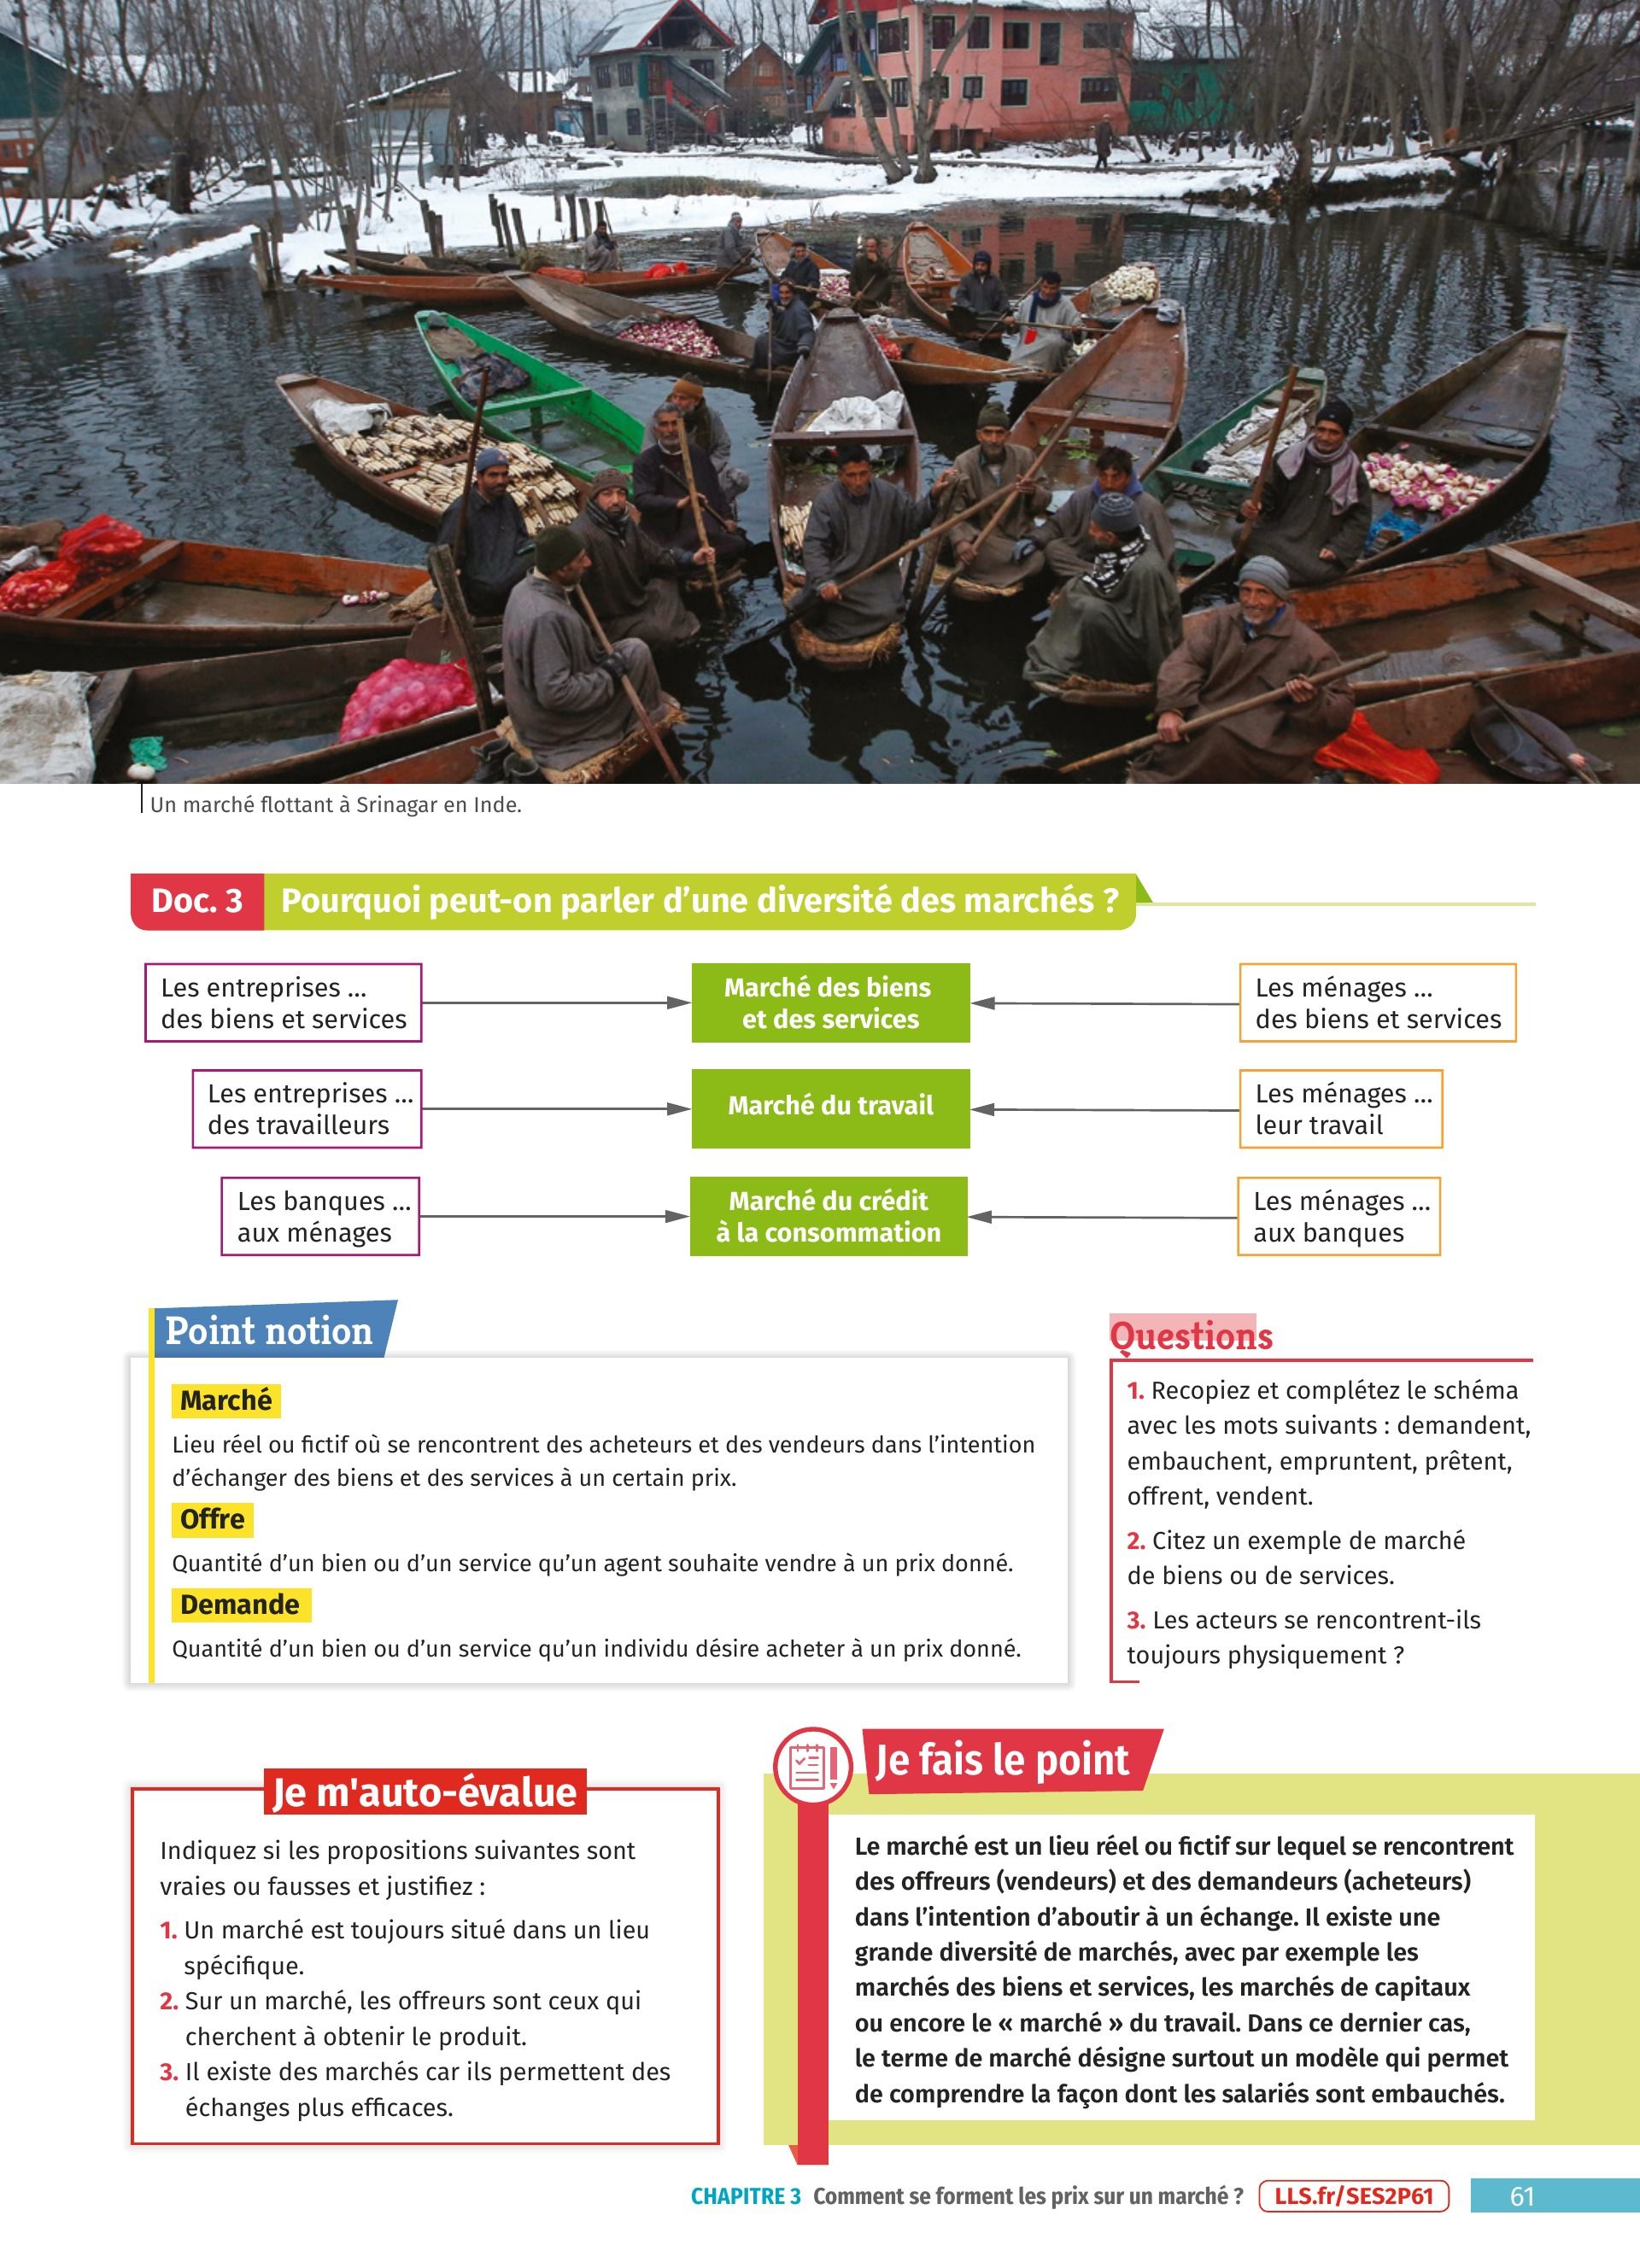 Un marché flottant à Srinagar en Inde.
Doc. 3 Pourquoi peut-on parler d’une diversité des marchés ?
Les entreprises ...
des biens et services
Marché des biens
et des services
Les ménages ...
des biens et services
Les entreprises ...
des travailleurs
Marché du travail
Les ménages ...
leur travail
Les banques ...
aux ménages
Marché du crédit
à la consommation
Les ménages ...
aux banques
Point notion
Marché
Lieu réel ou fictif où se rencontrent des acheteurs et des vendeurs dans l’intention
d’échanger des biens et des services à un certain prix.
Offre
Quantité d’un bien ou d’un service qu’un agent souhaite vendre à un prix donné.
Demande
Quantité d’un bien ou d’un service qu’un individu désire acheter à un prix donné.
Questions
1. Recopiez et complétez le schéma
avec les mots suivants : demandent,
embauchent, empruntent, prêtent,
offrent, vendent.
2. Citez un exemple de marché
de biens ou de services.
3. Les acteurs se rencontrent-ils
toujours physiquement ?
Je m'auto-évalue
Indiquez si les propositions suivantes sont
vraies ou fausses et justifiez :
1. Un marché est toujours situé dans un lieu
spécifique.
2. Sur un marché, les offreurs sont ceux qui
cherchent à obtenir le produit.
3. Il existe des marchés car ils permettent des
échanges plus efficaces.
Je fais le point
Le marché est un lieu réel ou fictif sur lequel se rencontrent
des offreurs (vendeurs) et des demandeurs (acheteurs)
dans l’intention d’aboutir à un échange. Il existe une
grande diversité de marchés, avec par exemple les
marchés des biens et services, les marchés de capitaux
ou encore le « marché » du travail. Dans ce dernier cas,
le terme de marché désigne surtout un modèle qui permet
de comprendre la façon dont les salariés sont embauchés.
CHAPITRE 3 Comment se forment les prix sur un marché ? LLS.fr/SES2P61 61